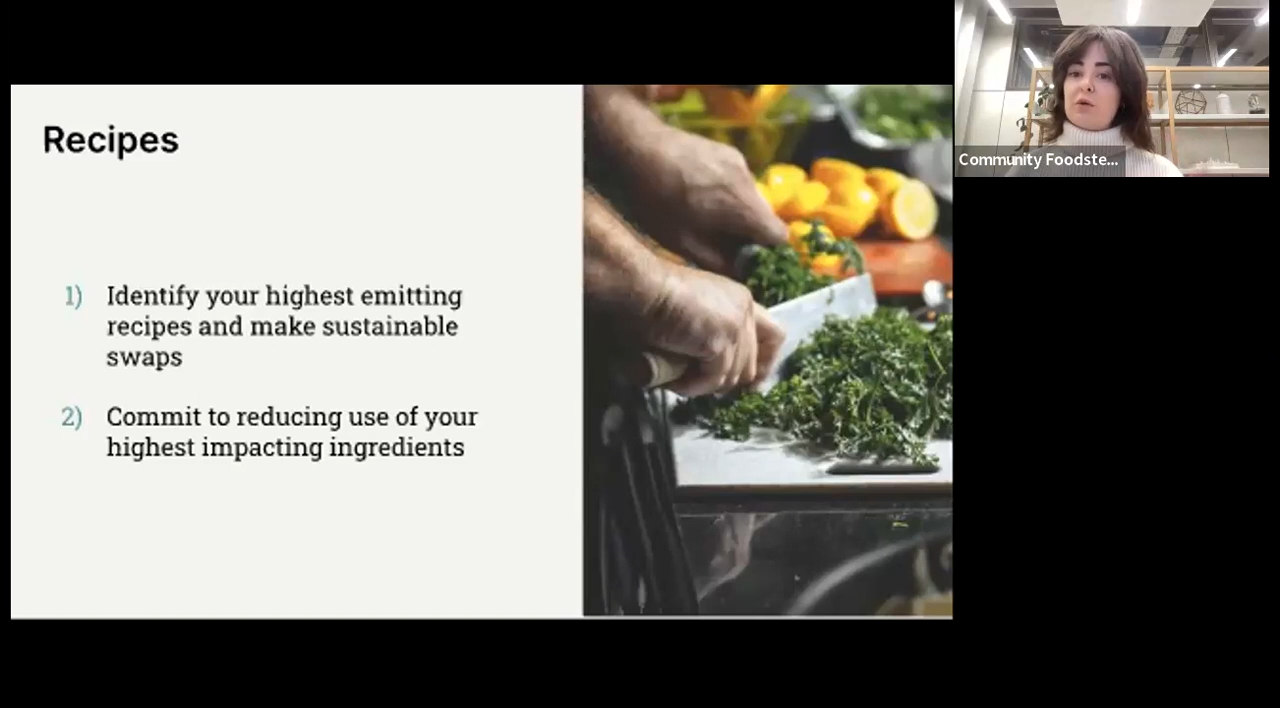 Recipes
1) Identify your highest emitting
recipes and make sustainable
swaps
2) Commit to reducing use of your
highest impacting ingredients
Community Foodste...